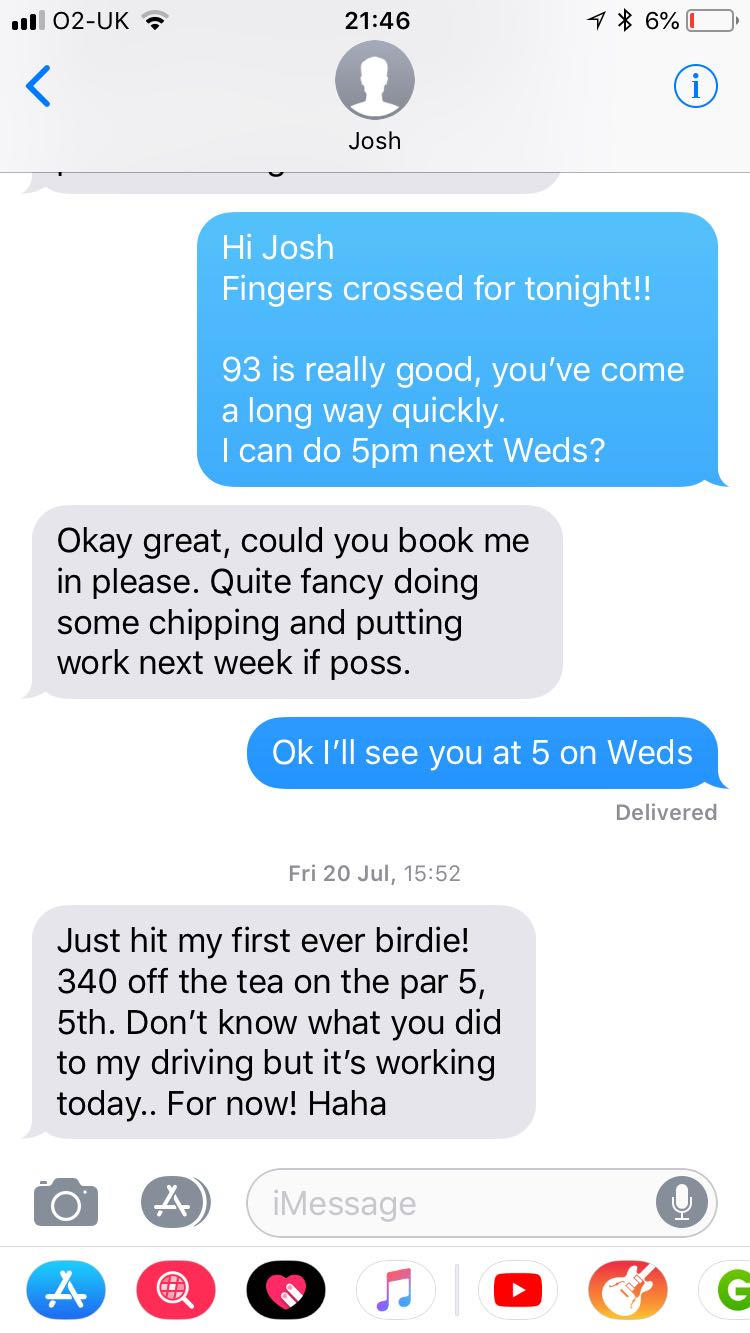 O2-UK 21:46 6%
Josh
Hi Josh
Fingers crossed for tonight!!
93 is really good, you've come
a long way quickly.
I can do 5pm next Weds?
Okay great, could you book me
in please. Quite fancy doing
some chipping and putting
work next week if poss.
Ok I'll see you at 5 on Weds
Delivered
Fri 20 Jul, 15:52
Just hit my first ever birdie!
340 off the tea on the par 5,
5th. Don't know what you did
to my driving but it's working
today.. For now! Haha
iMessage